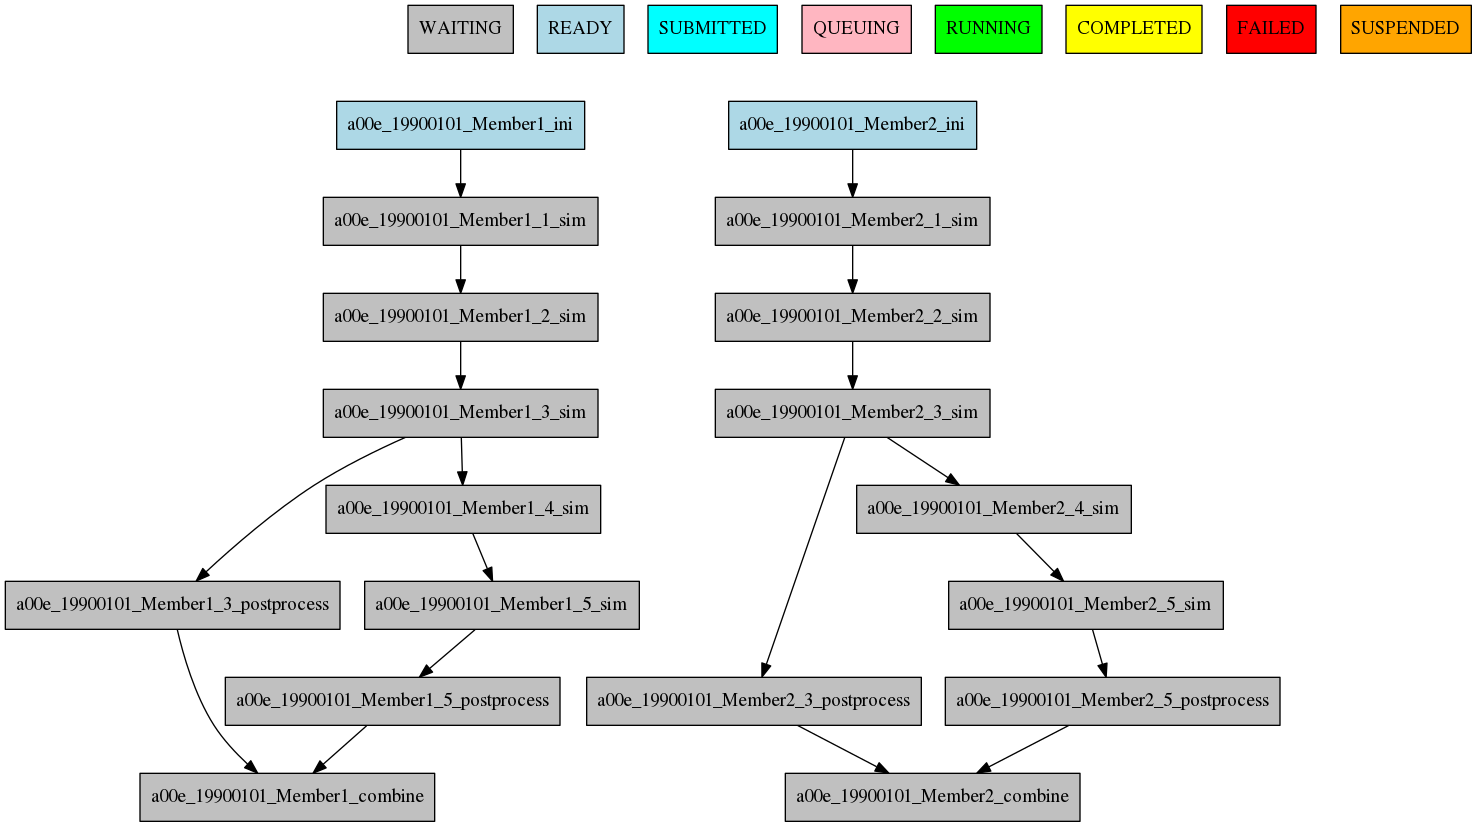 WAITING
READY
SUBMITTED
QUEUING
RUNNING
COMPLETED
FAILED
SUSPENDED
a00e_19900101_Member1_ini
a00e_19900101_Member2_ini
a00e_19900101_Member1_1_sim
a00e_19900101_Member2_1_sim
a00e_19900101_Member1_2_sim
a00e_19900101_Member2_2_sim
a00e_19900101_Member1_3_sim
a00e_19900101_Member2_3_sim
a00e_19900101_Member1_4_sim
a00e_19900101_Member2_4_sim
a00e_19900101_Member1_3_postprocess
a00e_19900101_Member1_5_sim
a00e_19900101_Member2_5_sim
a00e_19900101_Member1_5_postprocess
a00e_19900101_Member2_3_postprocess
a00e_19900101_Member2_5_postprocess
a00e_19900101_Member1_combine
a00e_19900101_Member2_combine